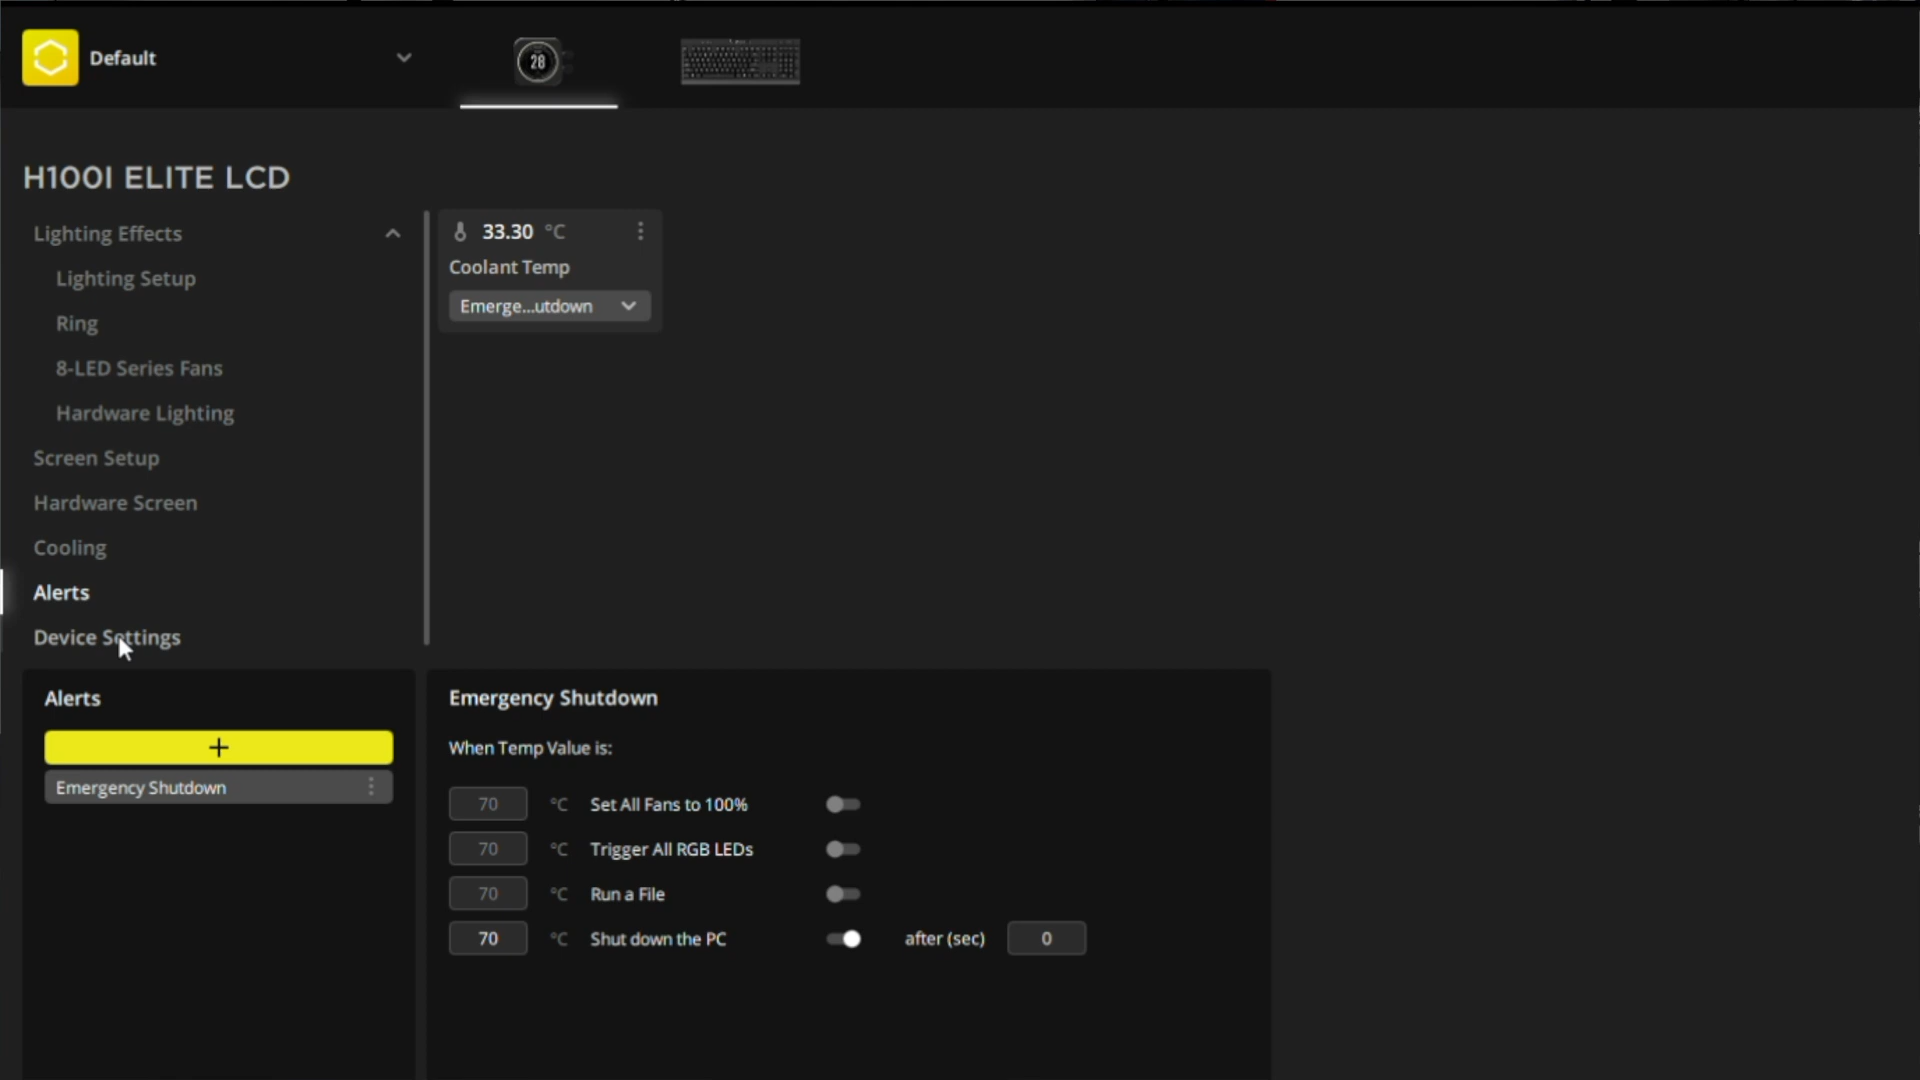 Default
28
H100I ELITE LCD
Lighting Effects
Lighting Setup
Ring
8-LED Series Fans
Hardware Lighting
Screen Setup
Hardware Screen
Cooling
Alerts
Device Settings
33.30 °C
Coolant Temp
Emerge...utdown
Alerts
+
Emergency Shutdown
Emergency Shutdown
When Temp Value is:
70 °C Set All Fans to 100%
70 °C Trigger All RGB LEDs
70 °C Run a File
70 °C Shut down the PC after (sec) 0